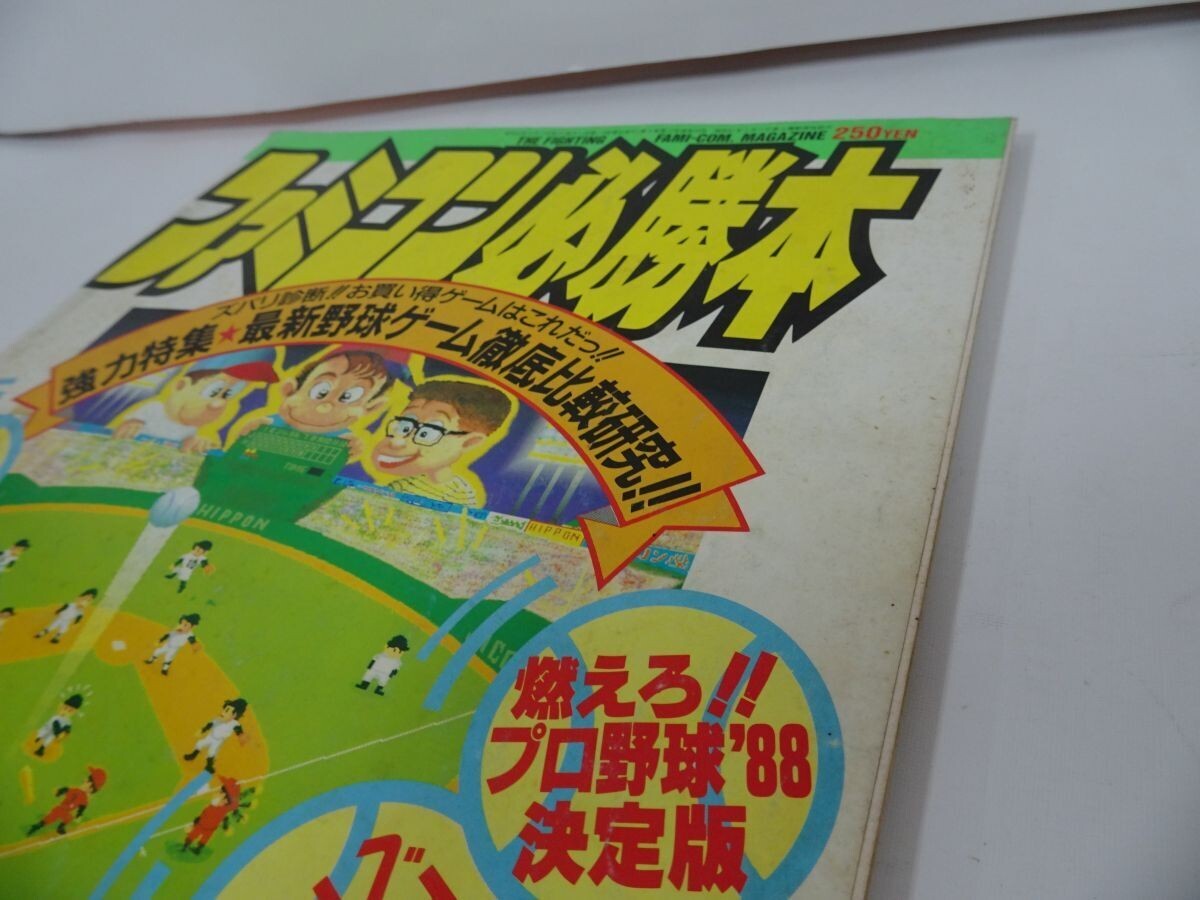 THE FIGHTING FAMI-COM. MAGAZINE 250YEN
ファミコン必勝本
ズバリ診断!!お買い得ゲームはこれだっ!!
強力特集★最新野球ゲーム徹底比較研究!!
HIPPON
HIPPON
燃えろ!!
プロ野球'88
決定版